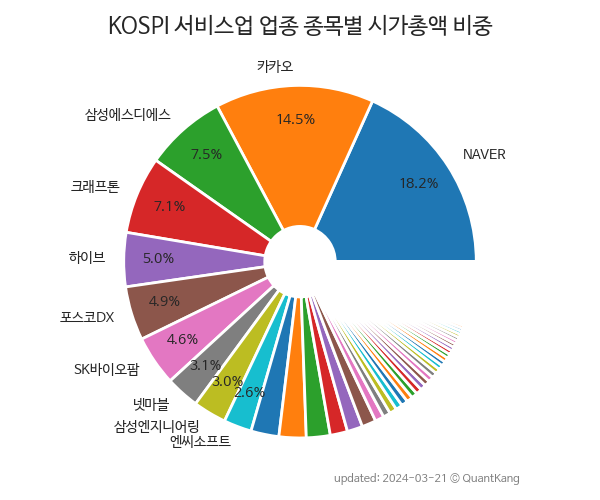 KOSPI 서비스업 업종 종목별 시가총액 비중
카카오
삼성에스디에스
14.5%
NAVER
7.5%
18.2%
크래프톤
7.1%
하이브
5.0%
4.9%
포스코DX
4.6%
SK바이오팜
3.1%
3.0%
2.6%
넷마블
삼성엔지니어링
엔씨소프트
updated: 2024-03-21 © QuantKang